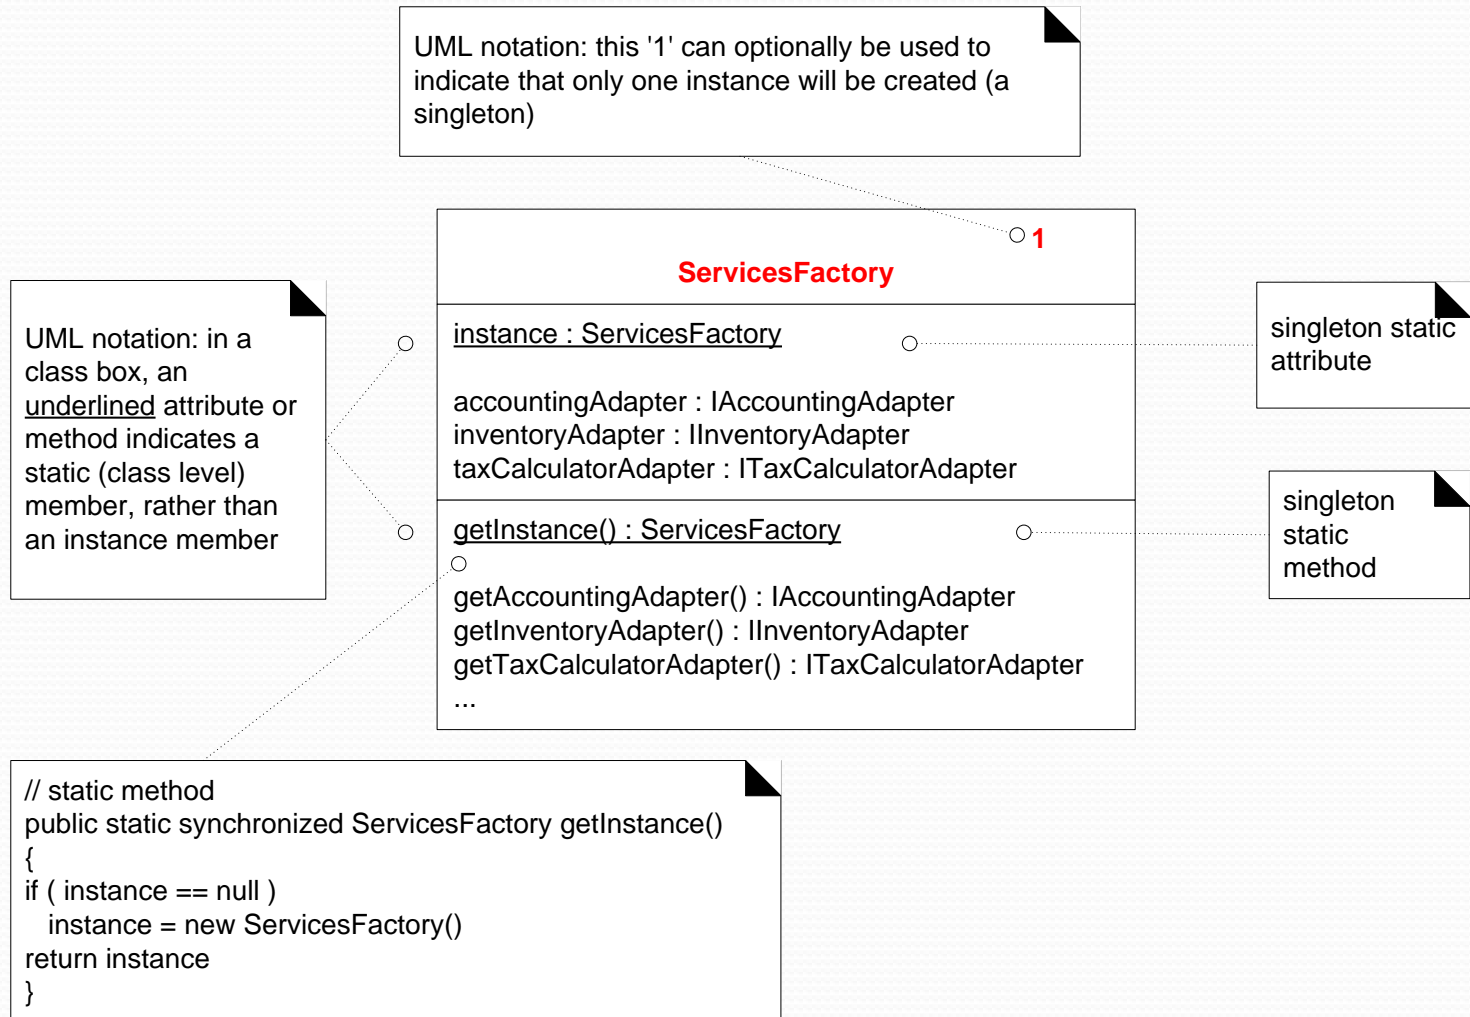 UML notation: this '1' can optionally be used to
indicate that only one instance will be created (a
singleton)
1
ServicesFactory
UML notation: in a
class box, an
underlined attribute or
method indicates a
static (class level)
member, rather than
an instance member
instance : ServicesFactory
accountingAdapter : IAccountingAdapter
inventoryAdapter : IInventoryAdapter
taxCalculatorAdapter : ITaxCalculatorAdapter
singleton static
attribute
getInstance() : ServicesFactory
getAccountingAdapter() : IAccountingAdapter
getInventoryAdapter() : IInventoryAdapter
getTaxCalculatorAdapter() : ITaxCalculatorAdapter
...
singleton
static
method
// static method
public static synchronized ServicesFactory getInstance()
{
if ( instance == null )
   instance = new ServicesFactory()
return instance
}